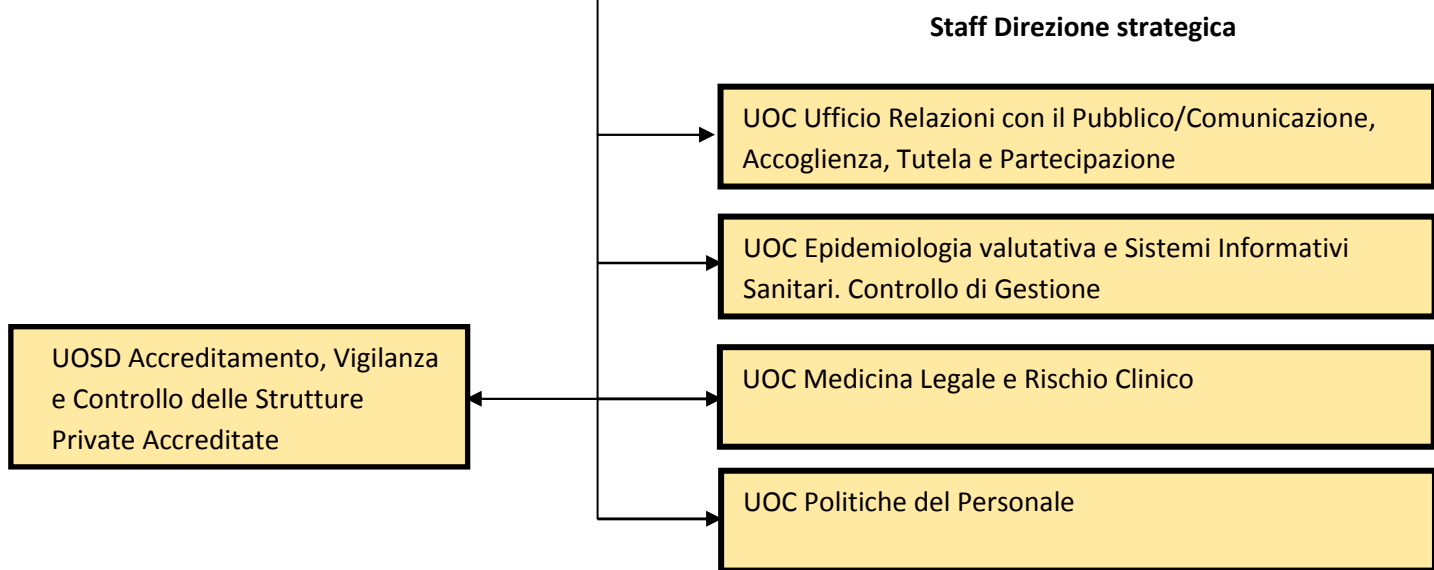 Staff Direzione strategica
UOC Ufficio Relazioni con il Pubblico/Comunicazione,
Accoglienza, Tutela e Partecipazione
UOC Epidemiologia valutativa e Sistemi Informativi
Sanitari. Controllo di Gestione
UOSD Accreditamento, Vigilanza
e Controllo delle Strutture
Private Accreditate
UOC Medicina Legale e Rischio Clinico
UOC Politiche del Personale